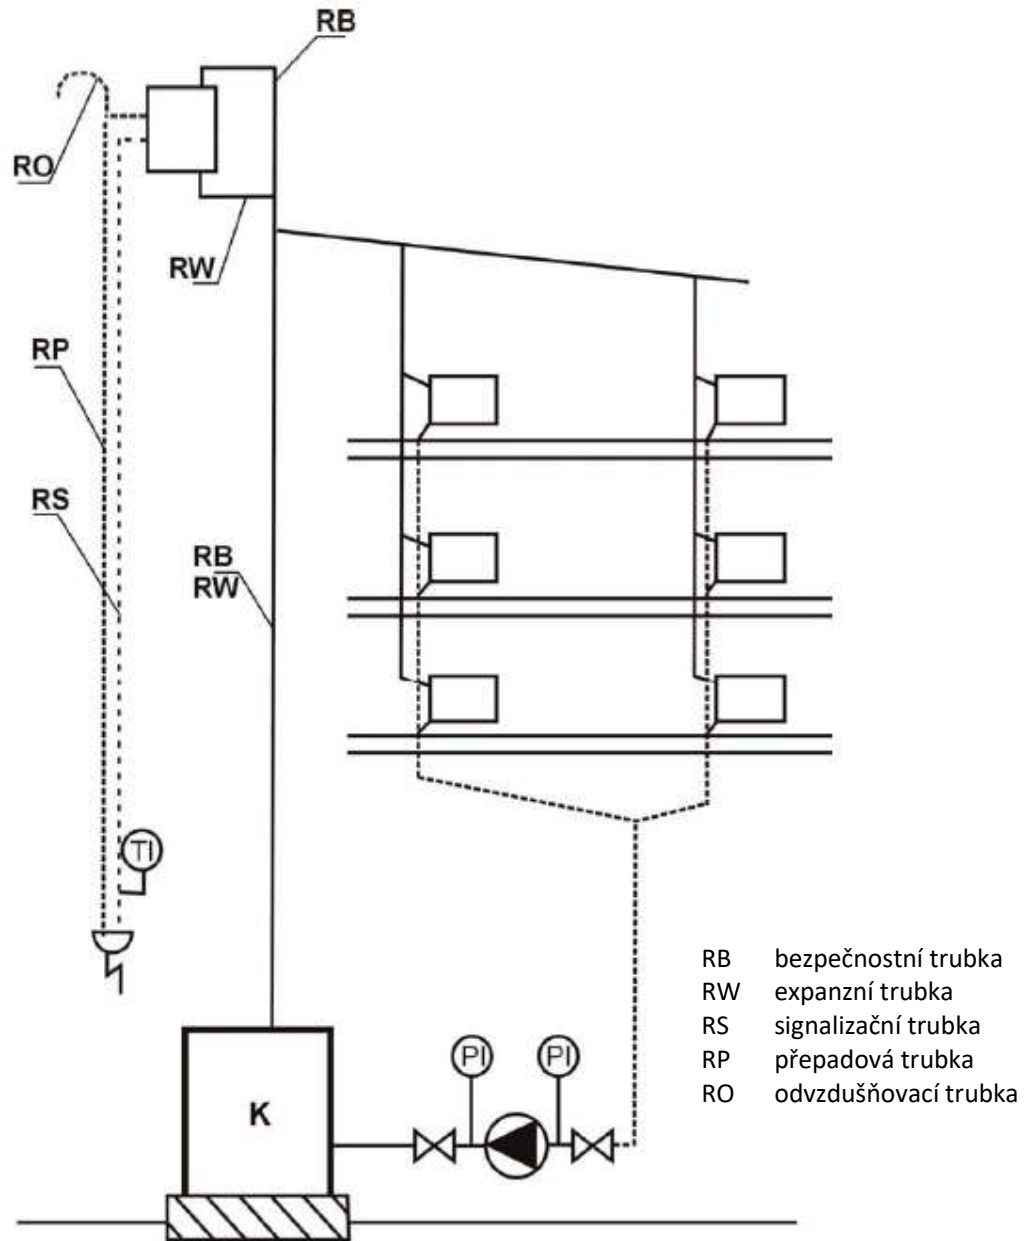 RB
RO
RW
RP
RS
RB
RW
TI
RB bezpečnostní trubka
RW expanzní trubka
RS signalizační trubka
RP přepadová trubka
RO odvzdušňovací trubka
PI PI
K